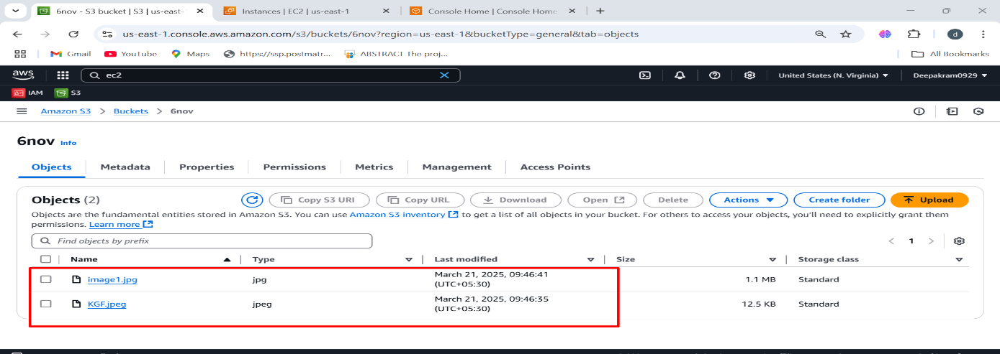 6nov - S3 bucket | S3 | us-east-1 Instances | EC2 | us-east-1 Console Home | Console Home
us-east-1.console.aws.amazon.com/s3/buckets/6nov?region=us-east-1&bucketType=general&tab=objects d
Gmail YouTube Maps https://ssp.postmatr... ABSTRACT The proj... All Bookmarks
aws ec2 United States (N. Virginia) Deepakram0929
IAM S3
Amazon S3 > Buckets > 6nov
6nov Info
Objects Metadata Properties Permissions Metrics Management Access Points
Objects (2) Copy S3 URI Copy URL Download Open Delete Actions Create folder Upload
Objects are the fundamental entities stored in Amazon S3. You can use Amazon S3 inventory to get a list of all objects in your bucket. For others to access your objects, you'll need to explicitly grant them
permissions. Learn more
Find objects by prefix < 1 >
Name Type Last modified Size Storage class
image1.jpg jpg March 21, 2025, 09:46:41 1.1 MB Standard
(UTC+05:30)
KGF.jpeg jpeg March 21, 2025, 09:46:35 12.5 KB Standard
(UTC+05:30)